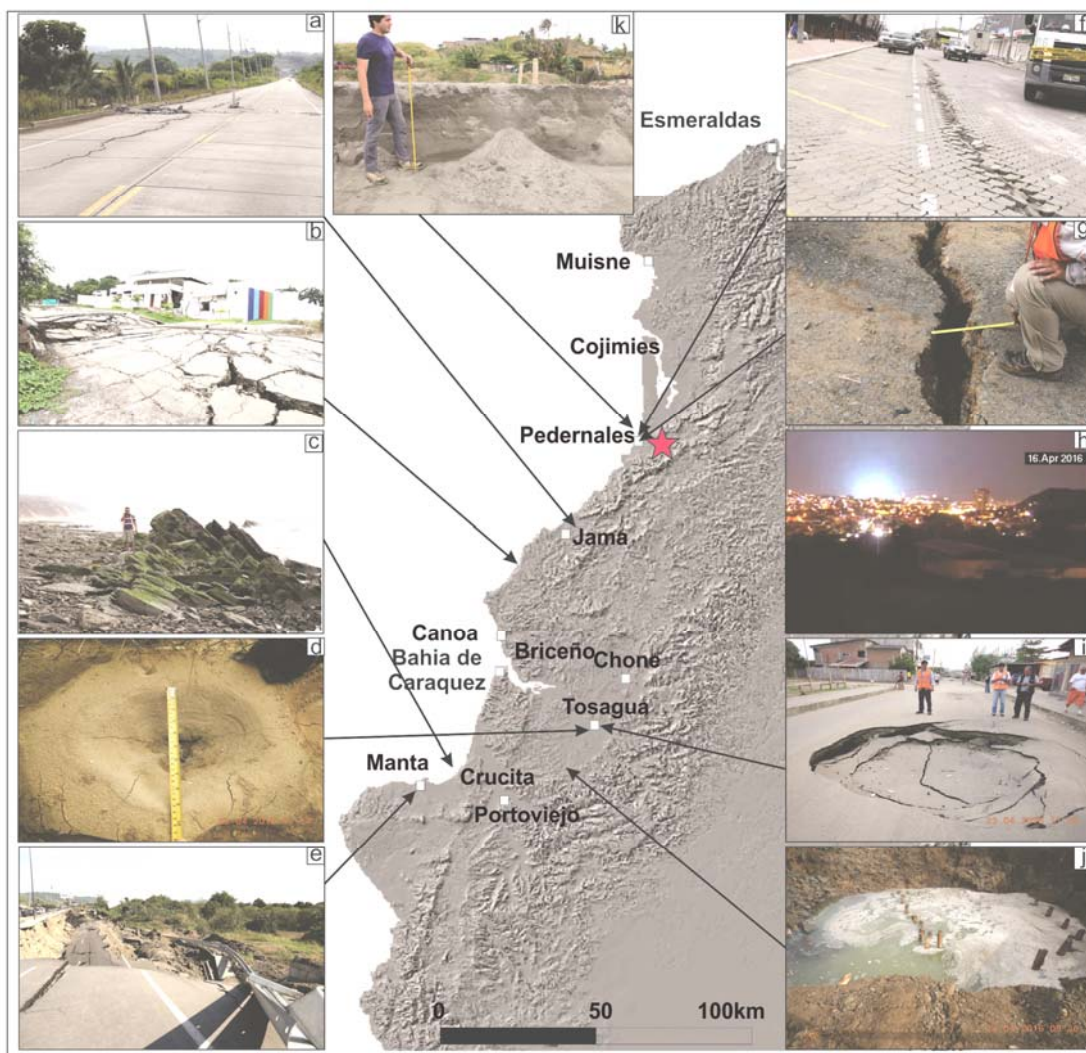 a
k
f
Esmeraldas
b
Muisne
g
Cojimies
c
Pedernales
h
16.Apr 2016
Jama
d
Canoa
Briceño
Chone
Bahia de
Caraquez
i
Tosagua
Manta
Crucita
Portoviejo
e
j
0 50 100km